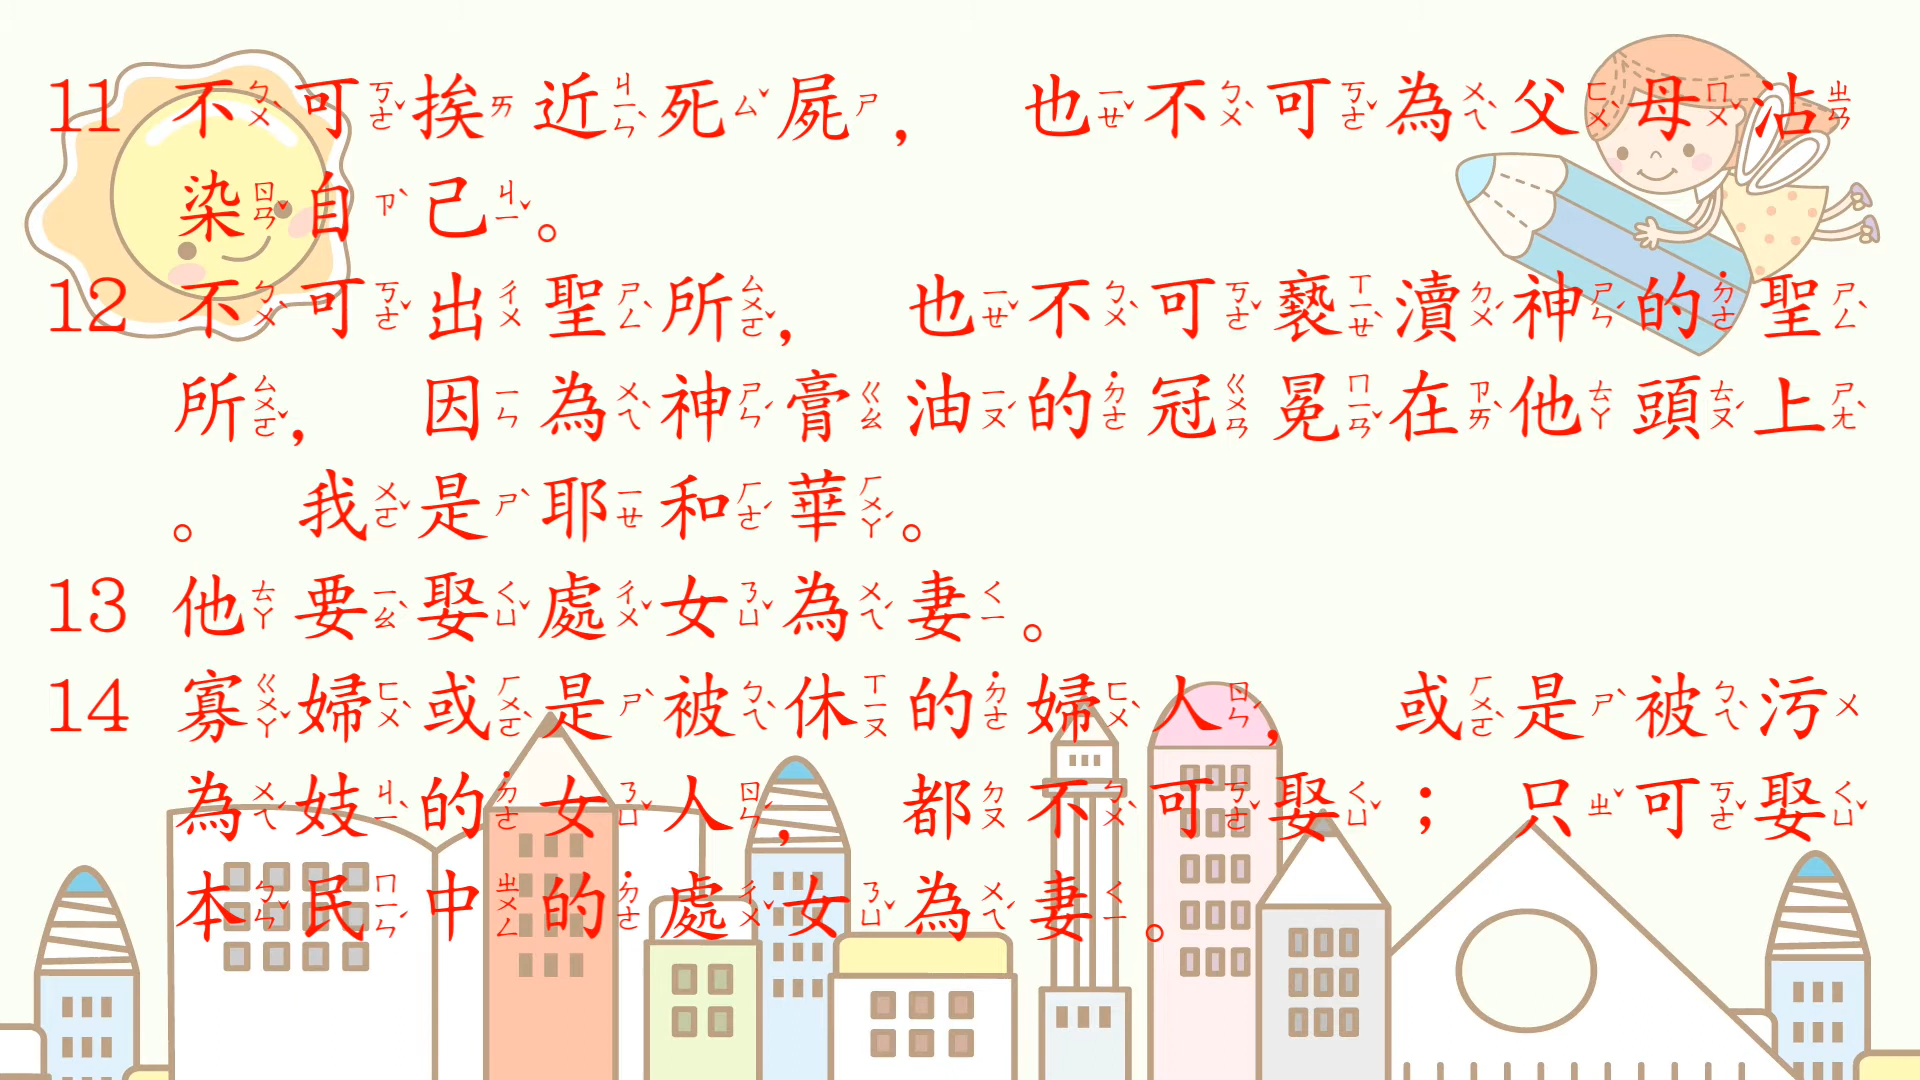 11 不可挨近死屍， 也不可為父母沾
染自己。
12 不可出聖所， 也不可褻瀆神的聖
所， 因為神膏油的冠冕在他頭上
。 我是耶和華。
13 他要娶處女為妻。
14 寡婦或是被休的婦人， 或是被污
為妓的女人， 都不可娶； 只可娶
本民中的處女為妻。